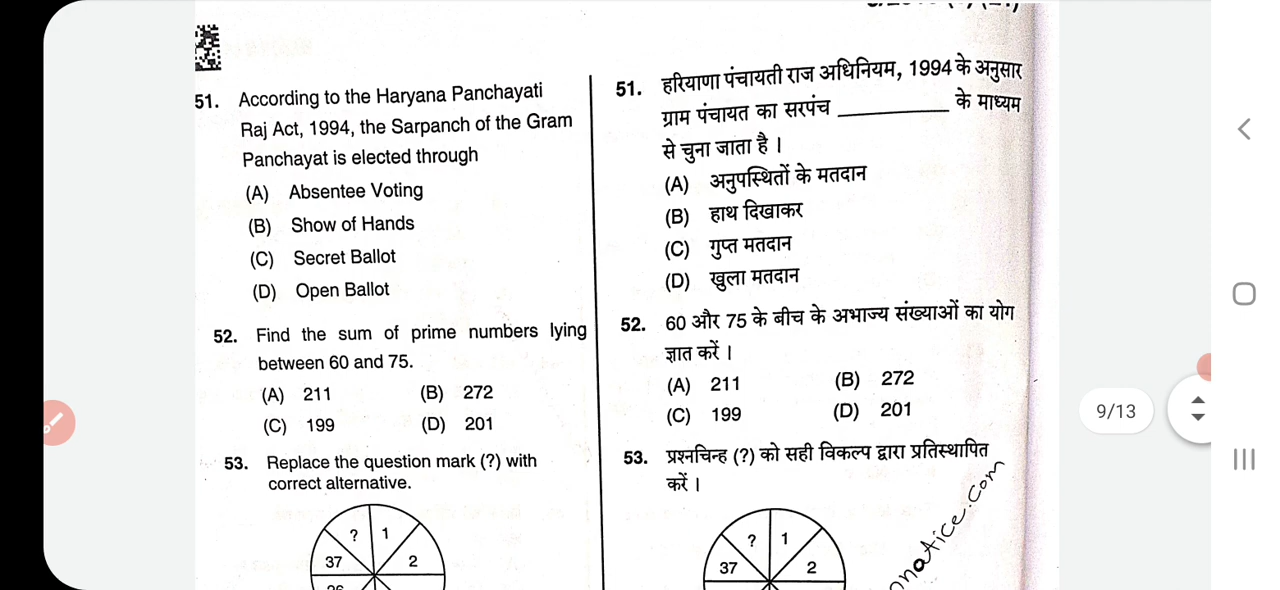 51. According to the Haryana Panchayati
Raj Act, 1994, the Sarpanch of the Gram
Panchayat is elected through
(A) Absentee Voting
(B) Show of Hands
(C) Secret Ballot
(D) Open Ballot
52. Find the sum of prime numbers lying
between 60 and 75.
(A) 211 (B) 272
(C) 199 (D) 201
53. Replace the question mark (?) with
correct alternative.
? 1
37 2
51. हरियाणा पंचायती राज अधिनियम, 1994 के अनुसार
ग्राम पंचायत का सरपंच __________ के माध्यम
से चुना जाता है ।
(A) अनुपस्थितों के मतदान
(B) हाथ दिखाकर
(C) गुप्त मतदान
(D) खुला मतदान
52. 60 और 75 के बीच के अभाज्य संख्याओं का योग
ज्ञात करें ।
(A) 211 (B) 272
(C) 199 (D) 201
53. प्रश्नचिन्ह (?) को सही विकल्प द्वारा प्रतिस्थापित
करें ।
? 1
37 2
9/13